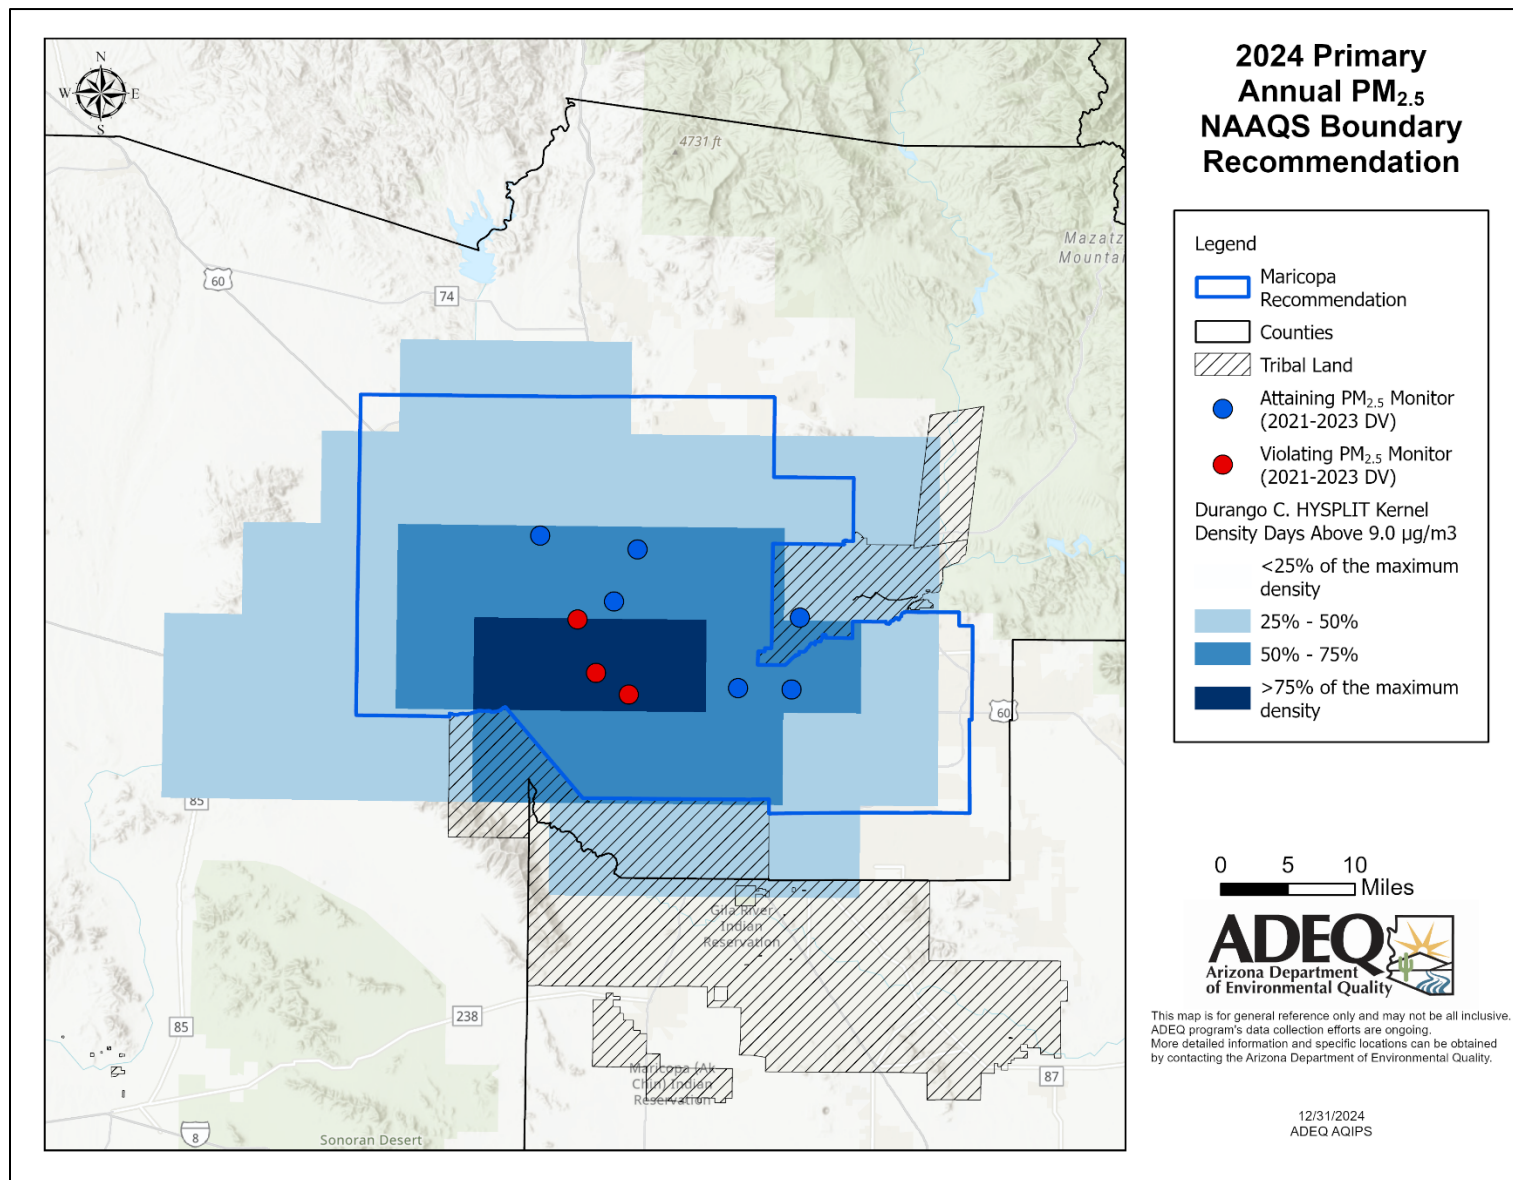 2024 Primary
Annual PM2.5
NAAQS Boundary
Recommendation
N
W
E
S
4731 ft
Mazatz
Mountai
60
74
Legend
Maricopa
Recommendation
Counties
Tribal Land
Attaining PM2.5 Monitor
(2021-2023 DV)
Violating PM2.5 Monitor
(2021-2023 DV)
Durango C. HYSPLIT Kernel
Density Days Above 9.0 µg/m3
<25% of the maximum
density
25% - 50%
50% - 75%
>75% of the maximum
density
60
85
0 5 10
Miles
Gila River
Indian
Reservation
ADEQ
Arizona Department
of Environmental Quality
This map is for general reference only and may not be all inclusive.
ADEQ program's data collection efforts are ongoing.
More detailed information and specific locations can be obtained
by contacting the Arizona Department of Environmental Quality.
85
238
Maricopa (Ak
Chin) Indian
Reservation
87
8
Sonoran Desert
12/31/2024
ADEQ AQIPS